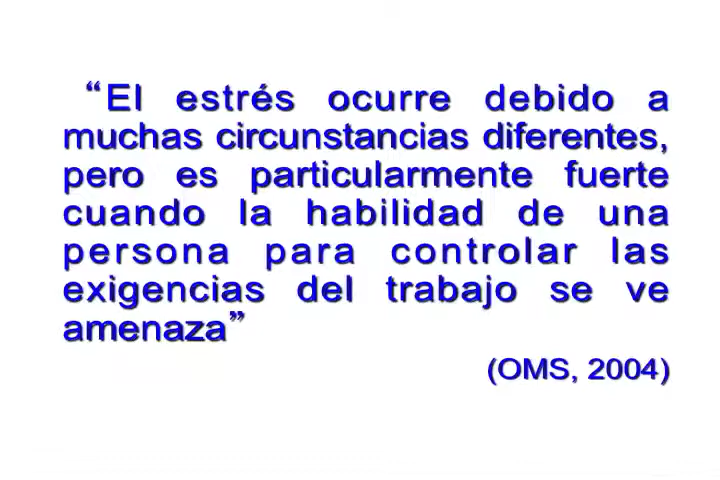 “El estrés ocurre debido a
muchas circunstancias diferentes,
pero es particularmente fuerte
cuando la habilidad de una
persona para controlar las
exigencias del trabajo se ve
amenaza”
(OMS, 2004)